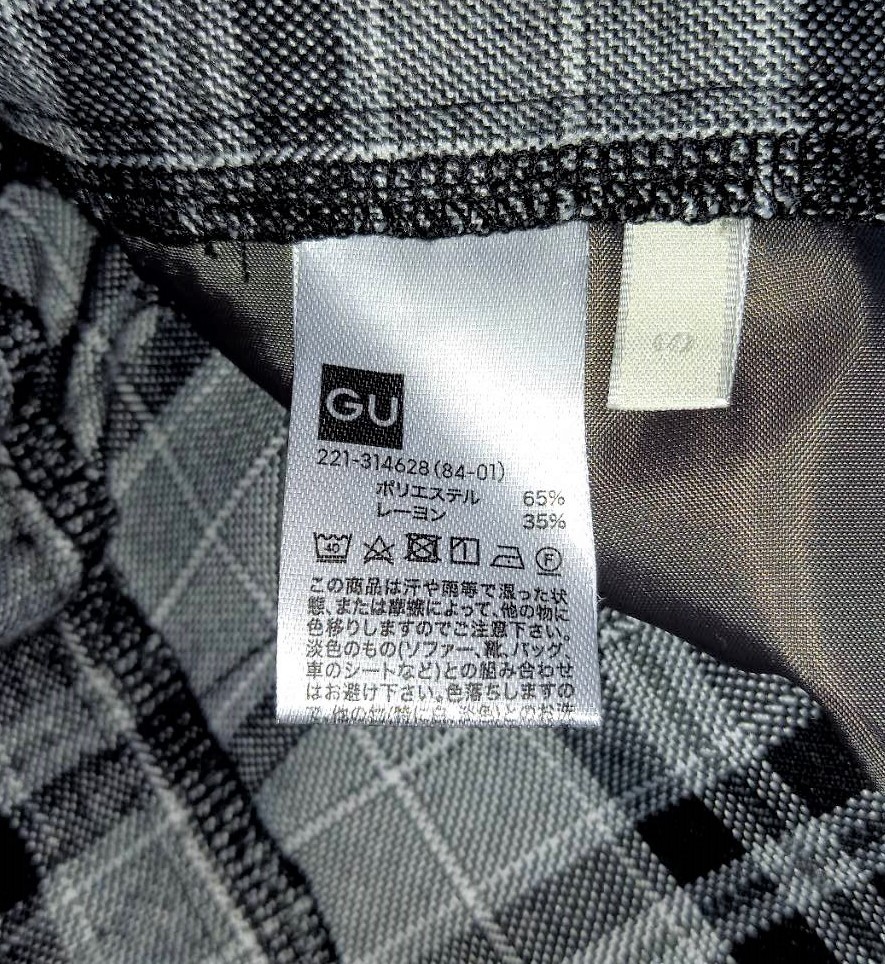 GU
221-314628(84-01)
ポリエステル 65%
レーヨン 35%
40
F
この商品は汗や雨等で湿った状
態、または摩擦によって、他の物に
色移りしますのでご注意下さい。
淡色のもの(ソファー、靴、バッグ、
車のシートなど)との組み合わせ
はお避け下さい。色落ちしますの